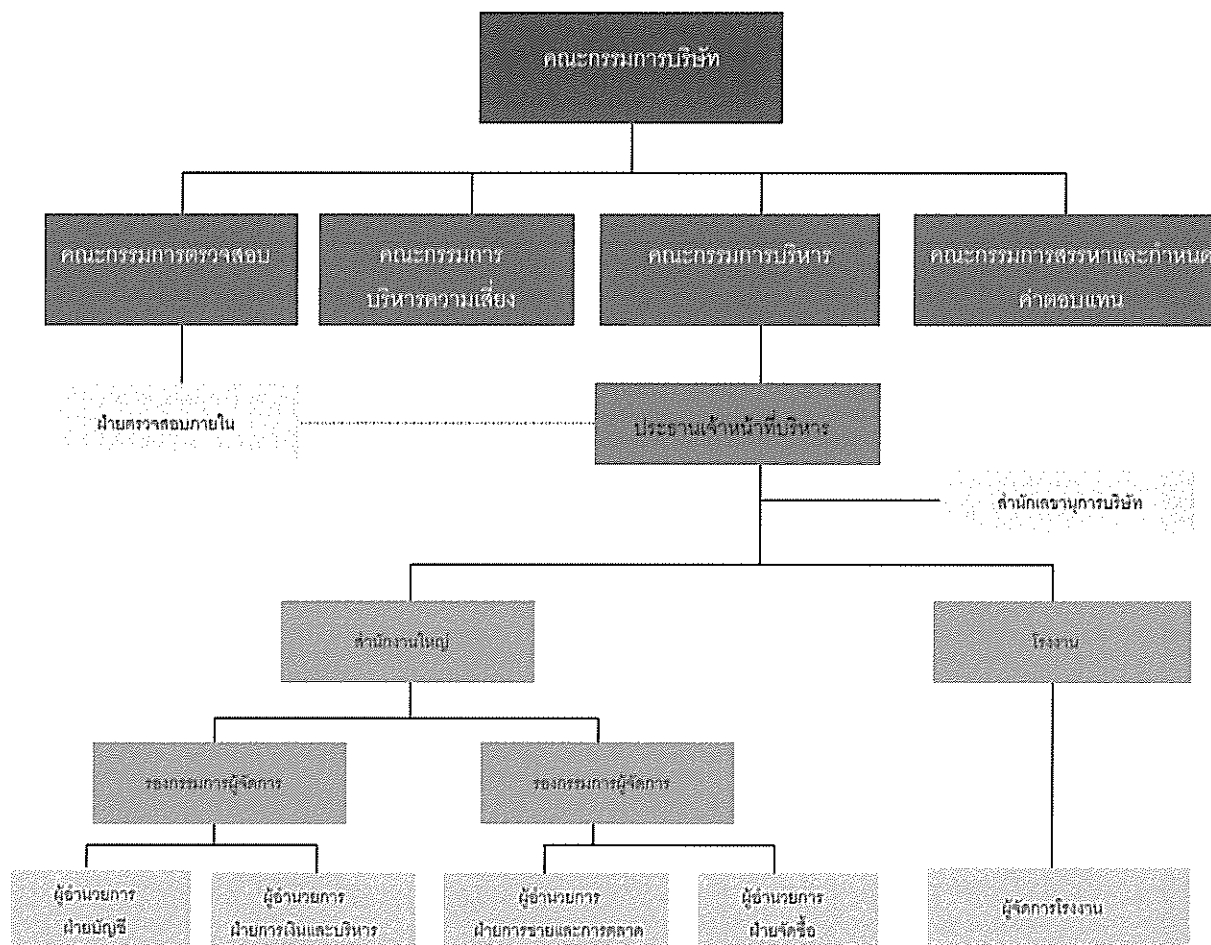 คณะกรรมการบริษัท
คณะกรรมการตรวจสอบ
คณะกรรมการ
บริหารความเสี่ยง
คณะกรรมการบริหาร
คณะกรรมการสรรหาและกำหนด
ค่าตอบแทน
ฝ่ายตรวจสอบภายใน
ประธานเจ้าหน้าที่บริหาร
สำนักเลขานุการบริษัท
สำนักงานใหญ่
โรงงาน
รองกรรมการผู้จัดการ
รองกรรมการผู้จัดการ
ผู้อำนวยการ
ฝ่ายบัญชี
ผู้อำนวยการ
ฝ่ายการเงินและบริหาร
ผู้อำนวยการ
ฝ่ายการขายและการตลาด
ผู้อำนวยการ
ฝ่ายจัดซื้อ
ผู้จัดการโรงงาน